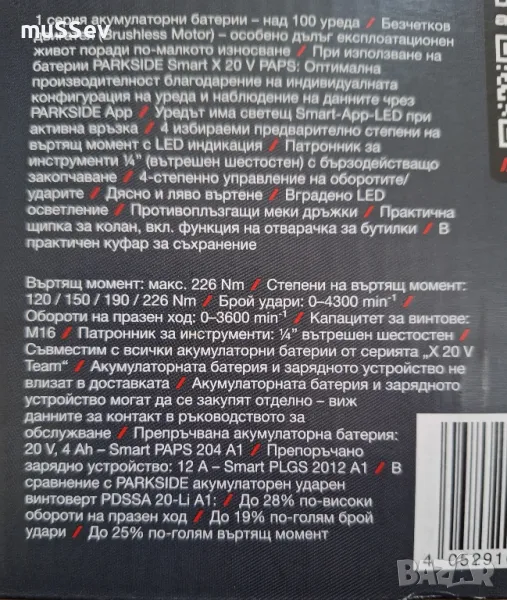 muSSev
1 серия акумулаторни батерии – над 100 уреда / Безчетков
(Brushless Motor) – особено дълъг експлоатационен
живот поради по-малкото износване / При използване на
батерии PARKSIDE Smart X 20 V PAPS: Оптимална
производителност благодарение на индивидуалната
конфигурация на уреда и наблюдение на данните чрез
PARKSIDE App / Уредът има светещ Smart-App-LED при
активна връзка / 4 избираеми предварително степени на
въртящ момент с LED индикация / Патронник за
инструменти ¼” (вътрешен шестостен) с бързодействащо
закопчаване / 4-степенно управление на оборотите/
ударите / Дясно и ляво въртене / Вградено LED
осветление / Противоплъзгащи меки дръжки / Практична
щипка за колан, вкл. функция на отварачка за бутилки / В
практичен куфар за съхранение
Въртящ момент: макс. 226 Nm / Степени на въртящ момент:
120 / 150 / 190 / 226 Nm / Брой удари: 0–4300 min⁻¹ /
Обороти на празен ход: 0–3600 min⁻¹ / Капацитет за винтове:
M16 / Патронник за инструменти: ¼” вътрешен шестостен /
Съвместим с всички акумулаторни батерии от серията „X 20 V
Team“ / Акумулаторната батерия и зарядното устройство не
влизат в доставката / Акумулаторната батерия и зарядното
устройство могат да се закупят отделно – виж
данните за контакт в ръководството за
обслужване / Препръчвана акумулаторна батерия:
20 V, 4 Ah – Smart PAPS 204 A1 / Препоръчано
зарядно устройство: 12 A – Smart PLGS 2012 A1 / В
сравнение с PARKSIDE акумулаторен ударен
винтоверт PDSSA 20-Li A1: / До 28% по-високи
обороти на празен ход / До 19% по-голям брой
удари / До 25% по-голям въртящ момент
4 052916
bazar